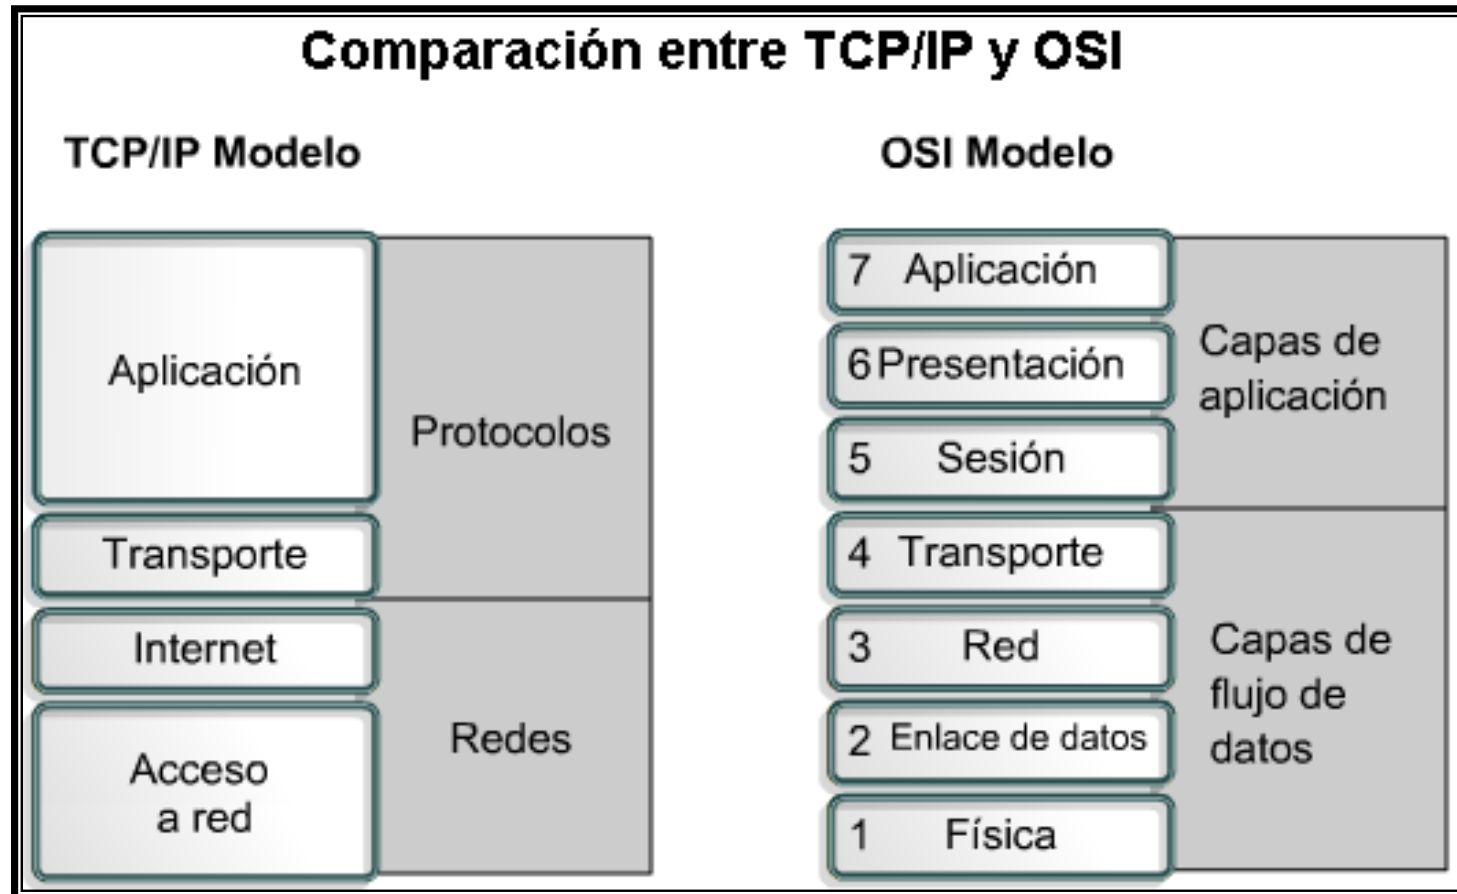 Comparación entre TCP/IP y OSI
TCP/IP Modelo
Aplicación
Transporte
Internet
Acceso
a red
Protocolos
Redes
OSI Modelo
7 Aplicación
6 Presentación
5 Sesión
4 Transporte
3 Red
2 Enlace de datos
1 Física
Capas de
aplicación
Capas de
flujo de
datos